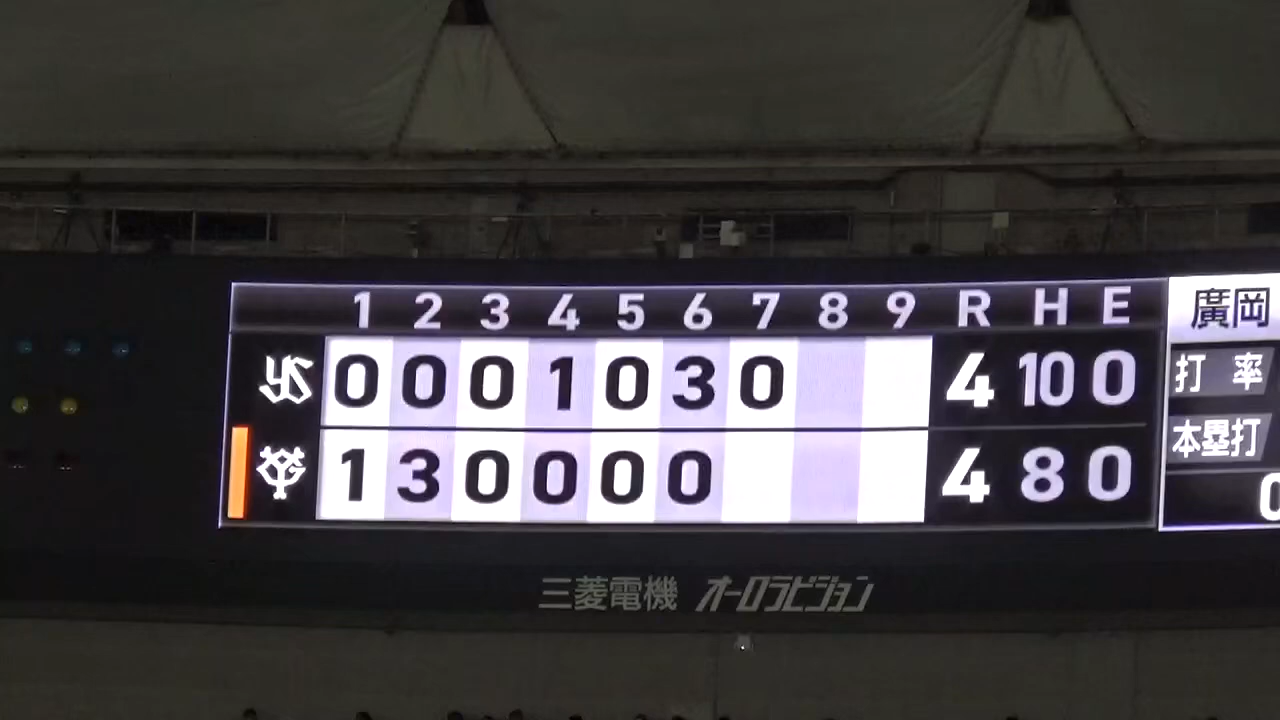 1 2 3 4 5 6 7 8 9 R H E
YS 0 0 0 1 0 3 0 4 10 0
YG 1 3 0 0 0 0 4 8 0
廣岡
打率
本塁打
0
三菱電機 オーロラビジョン